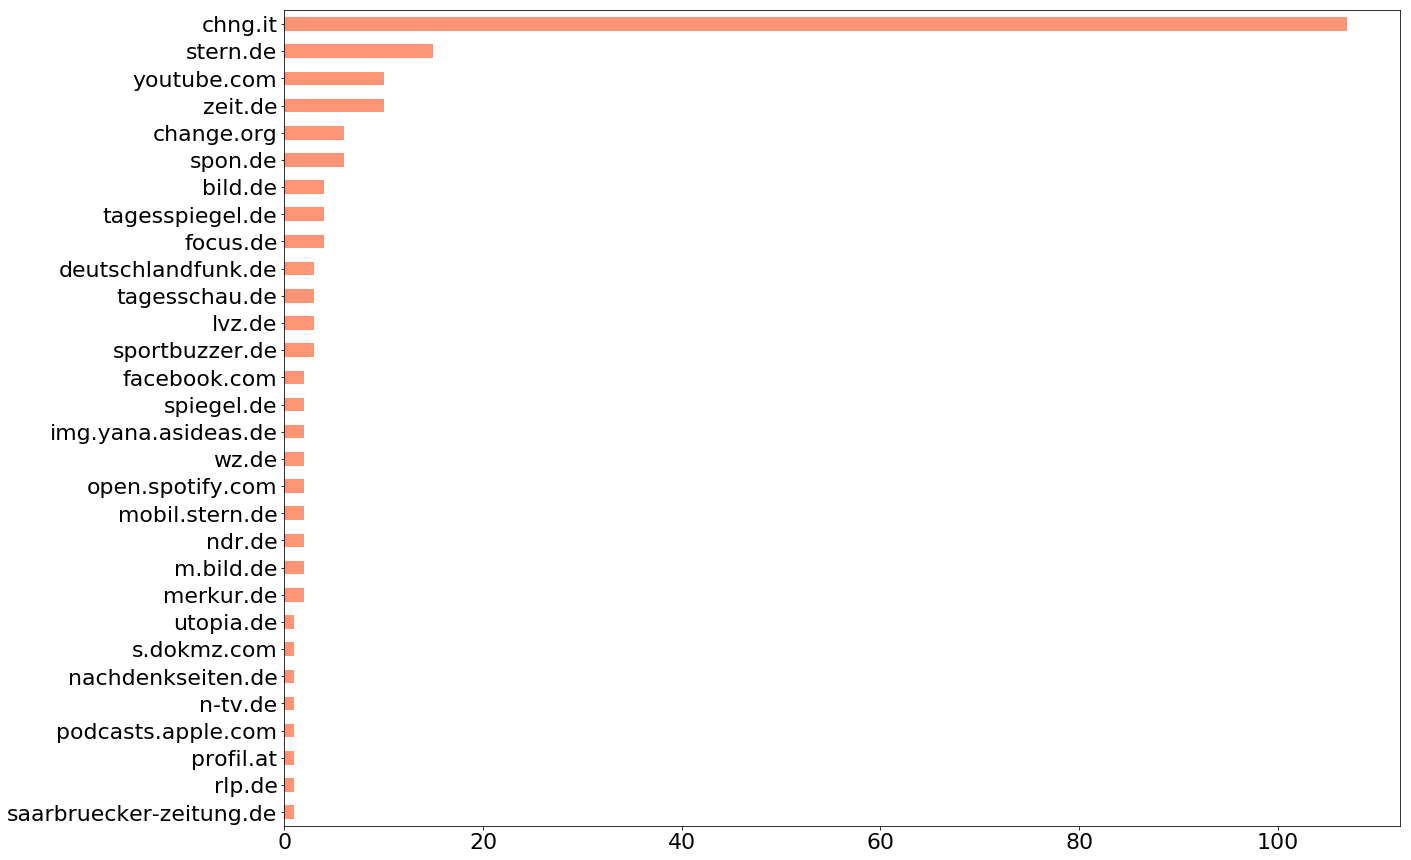 chng.it
stern.de
youtube.com
zeit.de
change.org
spon.de
bild.de
tagesspiegel.de
focus.de
deutschlandfunk.de
tagesschau.de
lvz.de
sportbuzzer.de
facebook.com
spiegel.de
img.yana.asideas.de
wz.de
open.spotify.com
mobil.stern.de
ndr.de
m.bild.de
merkur.de
utopia.de
s.dokmz.com
nachdenkseiten.de
n-tv.de
podcasts.apple.com
profil.at
rlp.de
saarbruecker-zeitung.de
0 20 40 60 80 100